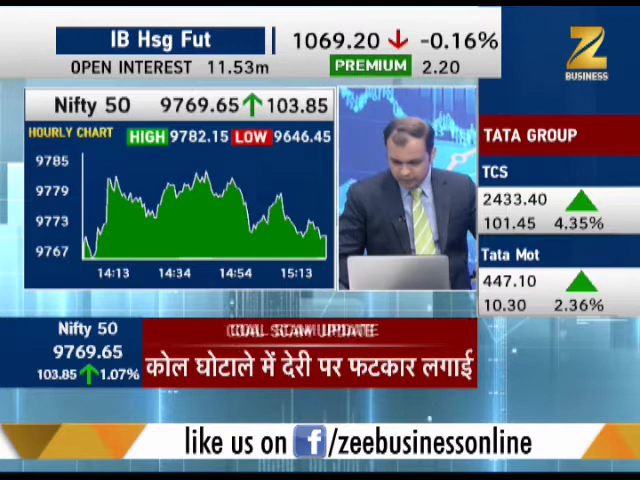 IB Hsg Fut
1069.20 -0.16%
OPEN INTEREST 11.53m
PREMIUM 2.20
Z
BUSINESS
Nifty 50 9769.65 103.85
HOURLY CHART HIGH 9782.15 LOW 9646.45
9785
9779
9773
9767
14:13 14:34 14:54 15:13
TATA GROUP
TCS
2433.40
101.45 4.35%
Tata Mot
447.10
10.30 2.36%
Nifty 50
9769.65
103.85 1.07%
COAL SCAM UPDATE
कोल घोटाले में देरी पर फटकार लगाई
like us on f/zeebusinessonline